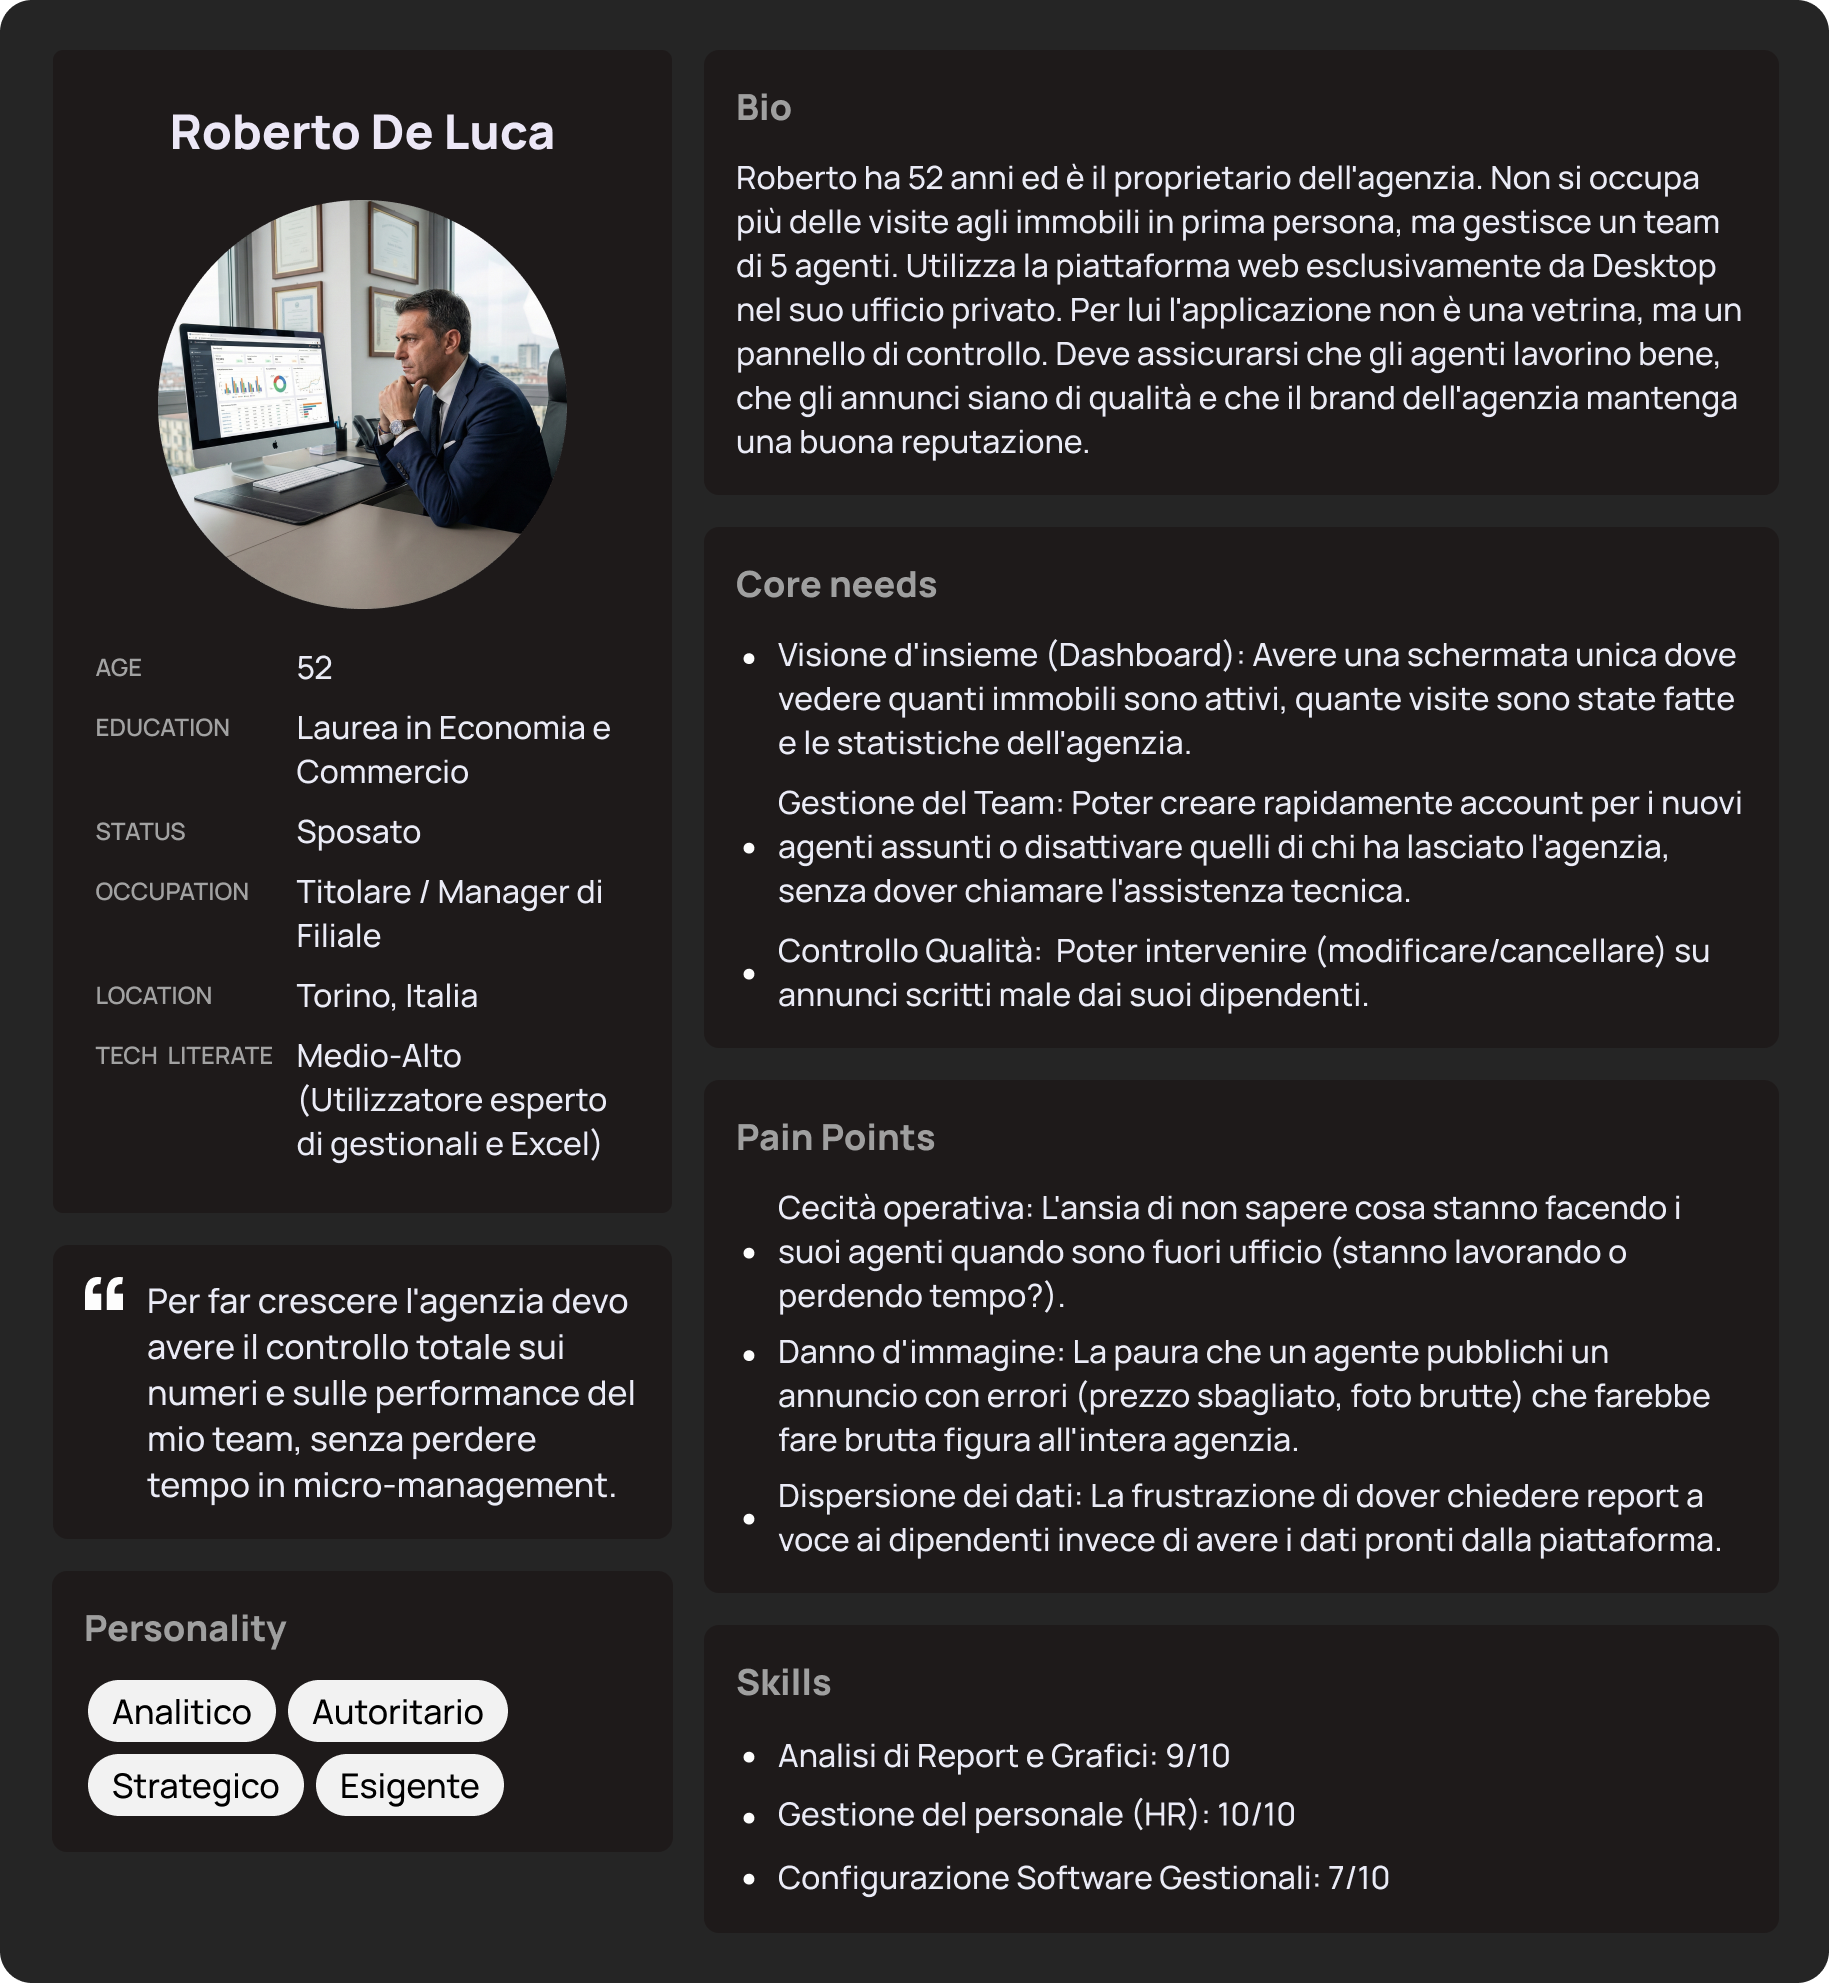 Roberto De Luca
AGE 52
EDUCATION Laurea in Economia e
Commercio
STATUS Sposato
OCCUPATION Titolare / Manager di
Filiale
LOCATION Torino, Italia
TECH LITERATE Medio-Alto
(Utilizzatore esperto
di gestionali e Excel)
“ Per far crescere l'agenzia devo
avere il controllo totale sui
numeri e sulle performance del
mio team, senza perdere
tempo in micro-management.
Personality
Analitico Autoritario
Strategico Esigente
Bio
Roberto ha 52 anni ed è il proprietario dell'agenzia. Non si occupa
più delle visite agli immobili in prima persona, ma gestisce un team
di 5 agenti. Utilizza la piattaforma web esclusivamente da Desktop
nel suo ufficio privato. Per lui l'applicazione non è una vetrina, ma un
pannello di controllo. Deve assicurarsi che gli agenti lavorino bene,
che gli annunci siano di qualità e che il brand dell'agenzia mantenga
una buona reputazione.
Core needs
• Visione d'insieme (Dashboard): Avere una schermata unica dove
vedere quanti immobili sono attivi, quante visite sono state fatte
e le statistiche dell'agenzia.
• Gestione del Team: Poter creare rapidamente account per i nuovi
agenti assunti o disattivare quelli di chi ha lasciato l'agenzia,
senza dover chiamare l'assistenza tecnica.
• Controllo Qualità: Poter intervenire (modificare/cancellare) su
annunci scritti male dai suoi dipendenti.
Pain Points
• Cecità operativa: L'ansia di non sapere cosa stanno facendo i
suoi agenti quando sono fuori ufficio (stanno lavorando o
perdendo tempo?).
• Danno d'immagine: La paura che un agente pubblichi un
annuncio con errori (prezzo sbagliato, foto brutte) che farebbe
fare brutta figura all'intera agenzia.
• Dispersione dei dati: La frustrazione di dover chiedere report a
voce ai dipendenti invece di avere i dati pronti dalla piattaforma.
Skills
• Analisi di Report e Grafici: 9/10
• Gestione del personale (HR): 10/10
• Configurazione Software Gestionali: 7/10